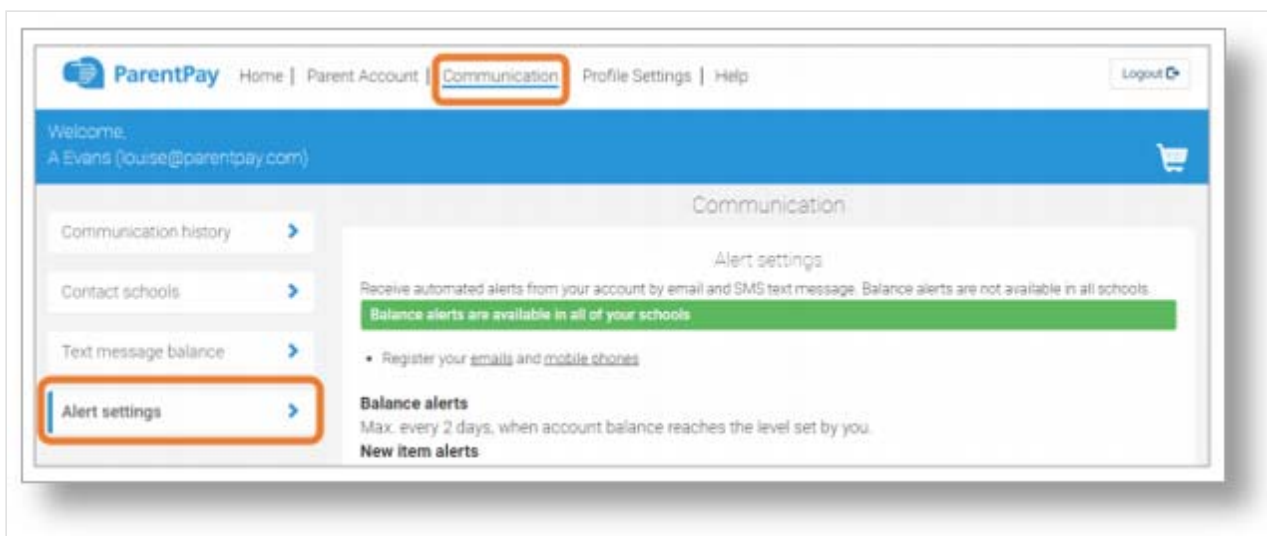 ParentPay Home | Parent Account | Communication Profile Settings | Help Logout
Welcome,
A Evans (louise@parentpay.com)
Communication history
Contact schools
Text message balance
Alert settings
Communication
Alert settings
Receive automated alerts from your account by email and SMS text message. Balance alerts are not available in all schools.
Balance alerts are available in all of your schools
• Register your emails and mobile phones
Balance alerts
Max. every 2 days, when account balance reaches the level set by you.
New item alerts